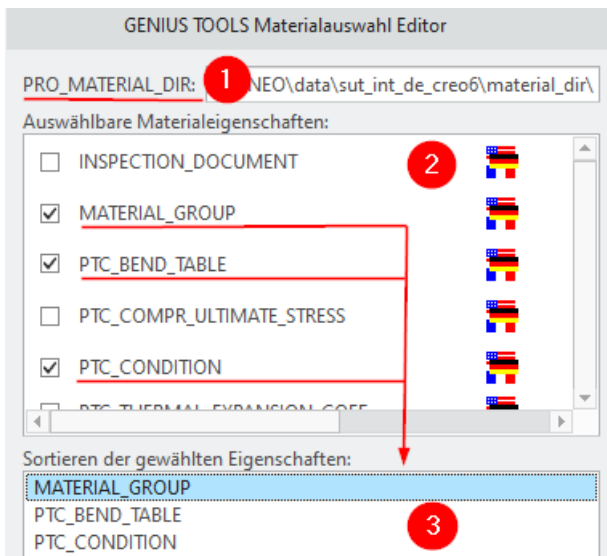 GENIUS TOOLS Materialauswahl Editor
PRO_MATERIAL_DIR: 1 NEO\data\sut_int_de_creo6\material_dir\
Auswählbare Materialeigenschaften:
INSPECTION_DOCUMENT 2
MATERIAL_GROUP
PTC_BEND_TABLE
PTC_COMPR_ULTIMATE_STRESS
PTC_CONDITION
PTC_THERMAL_EXPANSION_COEF
Sortieren der gewählten Eigenschaften:
MATERIAL_GROUP
PTC_BEND_TABLE
PTC_CONDITION 3